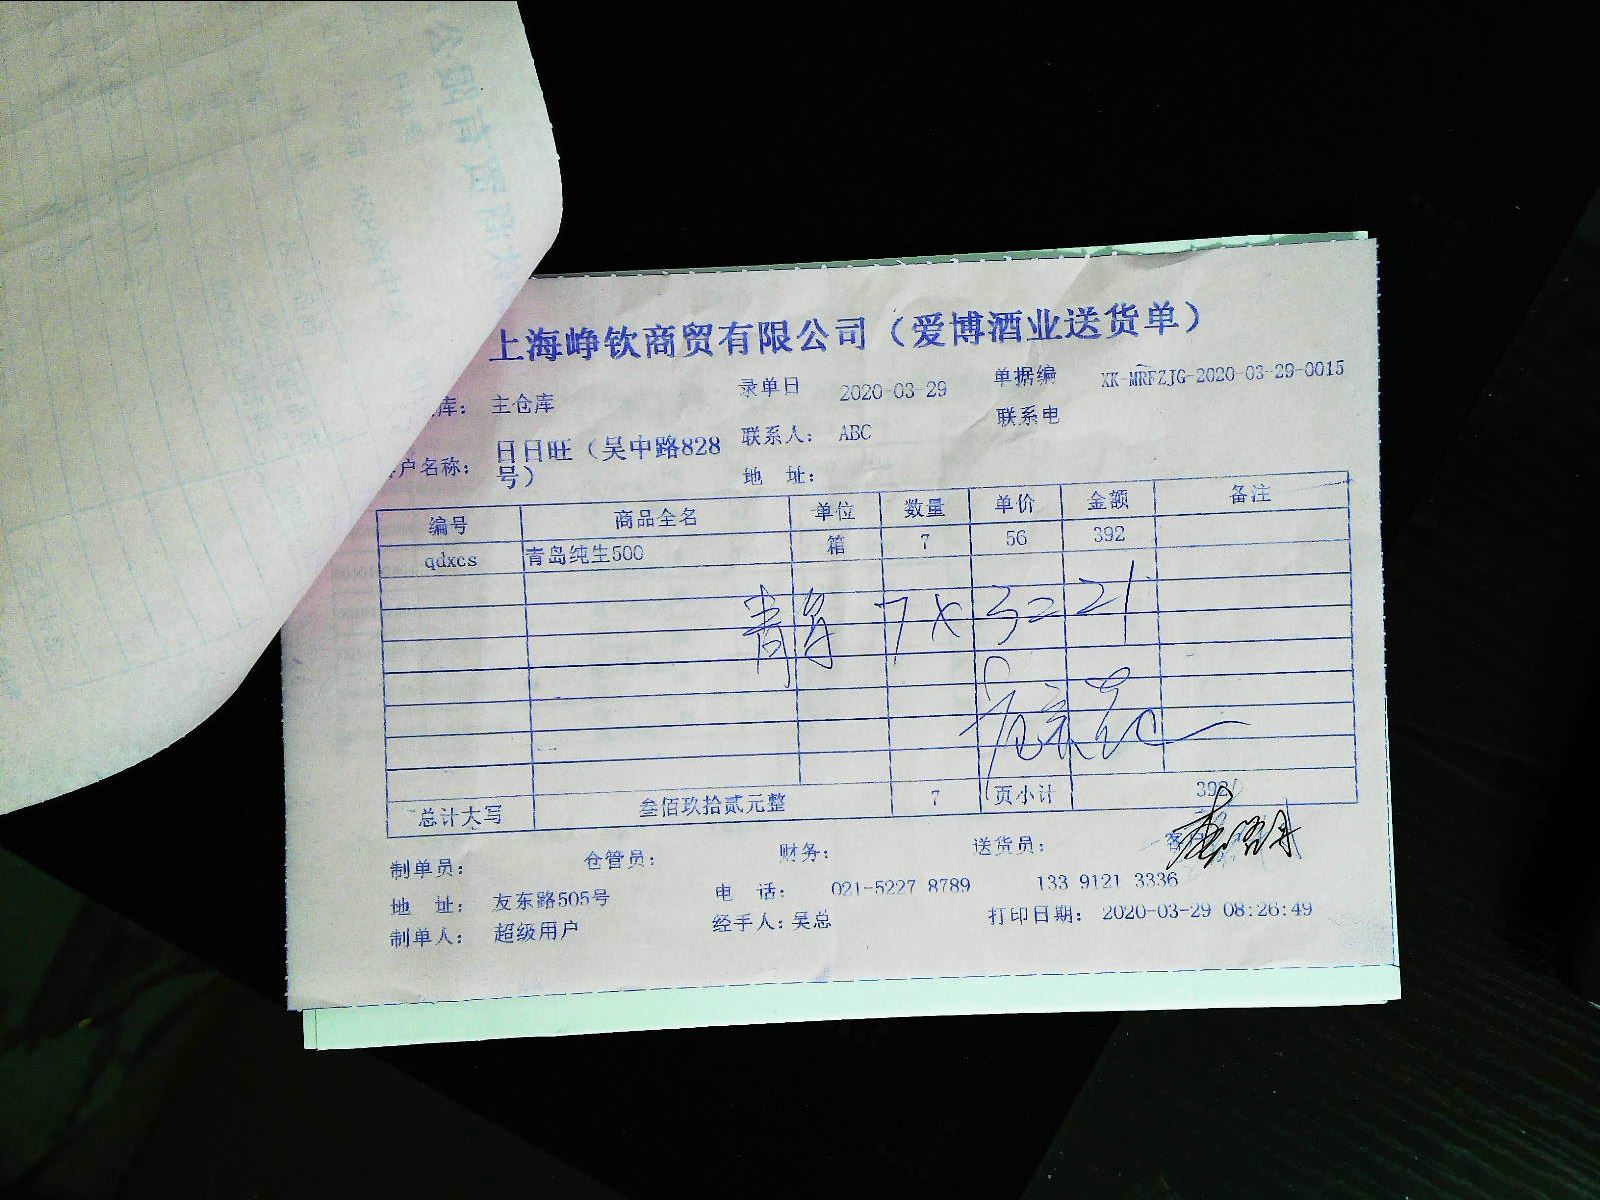 上海峥钦商贸有限公司（爱博酒业送货单）
库： 主仓库 录单日 2020-03-29 单据编 XK-MRFZJG-2020-03-29-0015
户名称： 日日旺（吴中路828号） 联系人： ABC 联系电
地 址：
编号 商品全名 单位 数量 单价 金额 备注
qdxcs 青岛纯生500 箱 7 56 392
7×3=21
总计大写 叁佰玖拾贰元整 7 页小计 392
制单员： 仓管员： 财务： 送货员：
地 址： 友东路505号 电 话： 021-5227 8789 133 9121 3336
制单人： 超级用户 经手人：吴总 打印日期： 2020-03-29 08:26:49